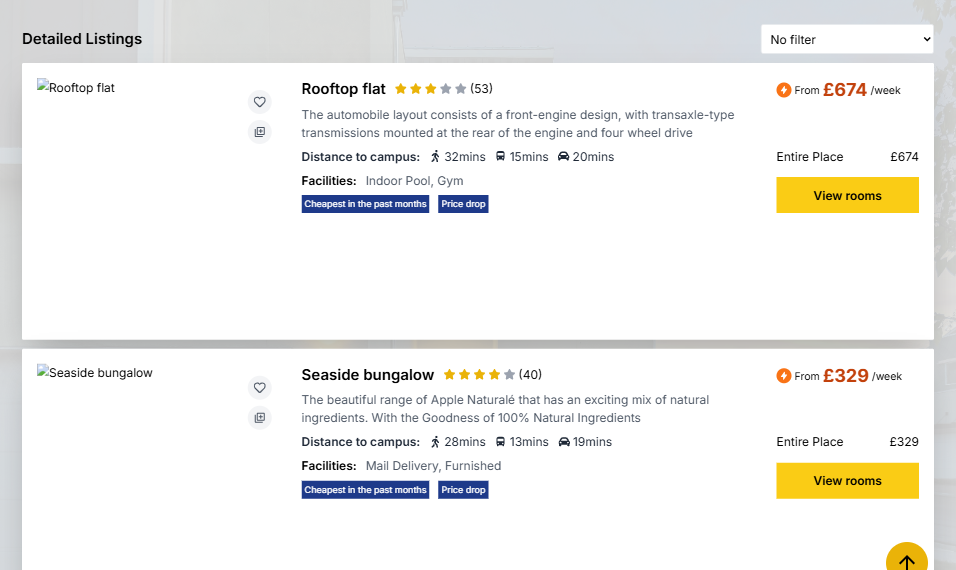 Detailed Listings
No filter
Rooftop flat
Rooftop flat (53)
From £674 /week
The automobile layout consists of a front-engine design, with transaxle-type
transmissions mounted at the rear of the engine and four wheel drive
Distance to campus: 32mins 15mins 20mins
Entire Place £674
Facilities: Indoor Pool, Gym
View rooms
Cheapest in the past months Price drop
Seaside bungalow
Seaside bungalow (40)
From £329 /week
The beautiful range of Apple Naturalé that has an exciting mix of natural
ingredients. With the Goodness of 100% Natural Ingredients
Distance to campus: 28mins 13mins 19mins
Entire Place £329
Facilities: Mail Delivery, Furnished
View rooms
Cheapest in the past months Price drop